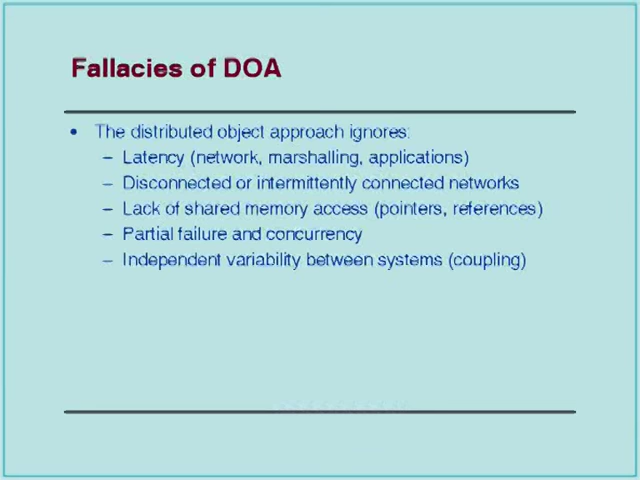 Fallacies of DOA
• The distributed object approach ignores:
– Latency (network, marshalling, applications)
– Disconnected or intermittently connected networks
– Lack of shared memory access (pointers, references)
– Partial failure and concurrency
– Independent variability between systems (coupling)